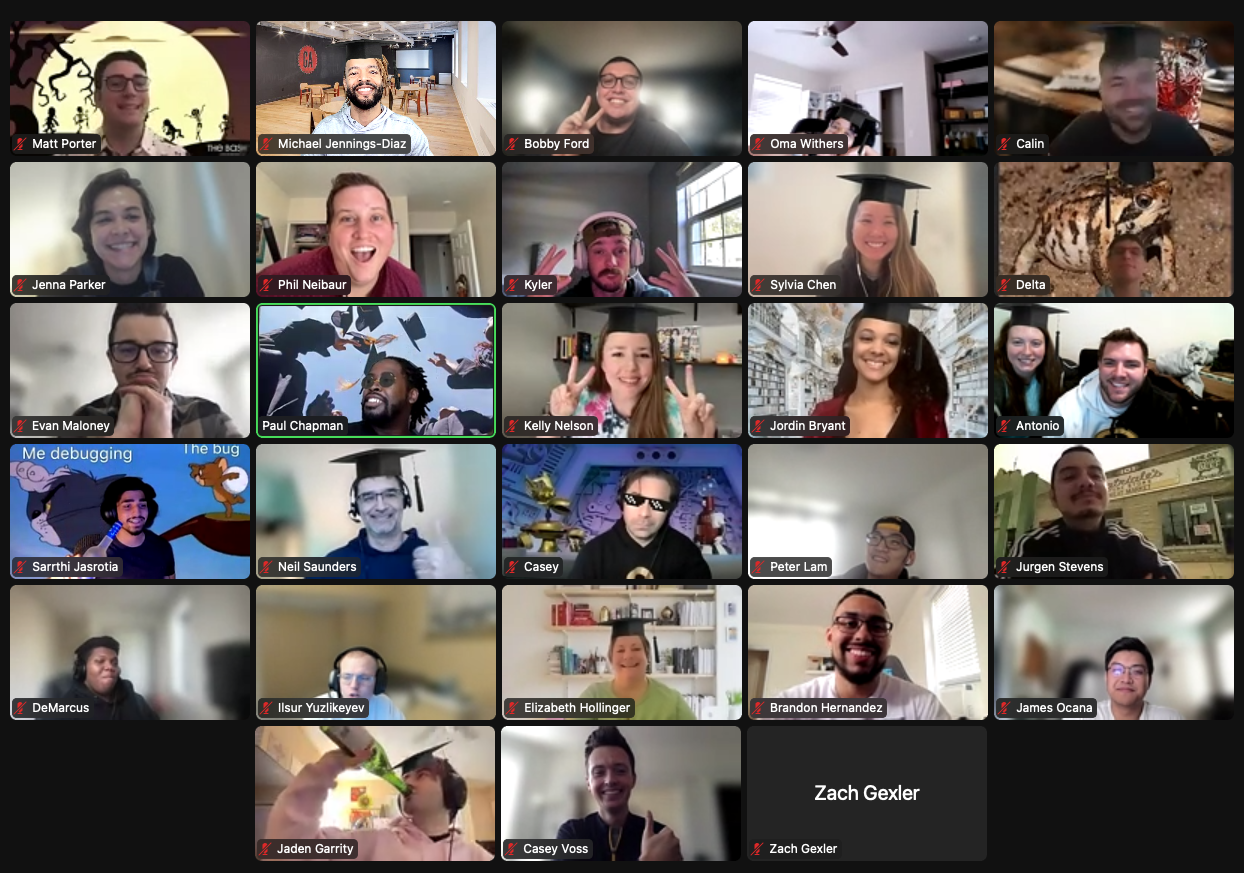 THE BASH
Matt Porter
Michael Jennings-Diaz
Bobby Ford
Oma Withers
Calin
Jenna Parker
Phil Neibaur
Kyler
Sylvia Chen
Delta
Evan Maloney
Paul Chapman
Kelly Nelson
Jordin Bryant
Antonio
Me debugging
The bug
Sarrthi Jasrotia
Neil Saunders
Casey
Peter Lam
Jurgen Stevens
DeMarcus
Ilsur Yuzlikeyev
Elizabeth Hollinger
Brandon Hernandez
James Ocana
Jaden Garrity
Casey Voss
Zach Gexler
Zach Gexler